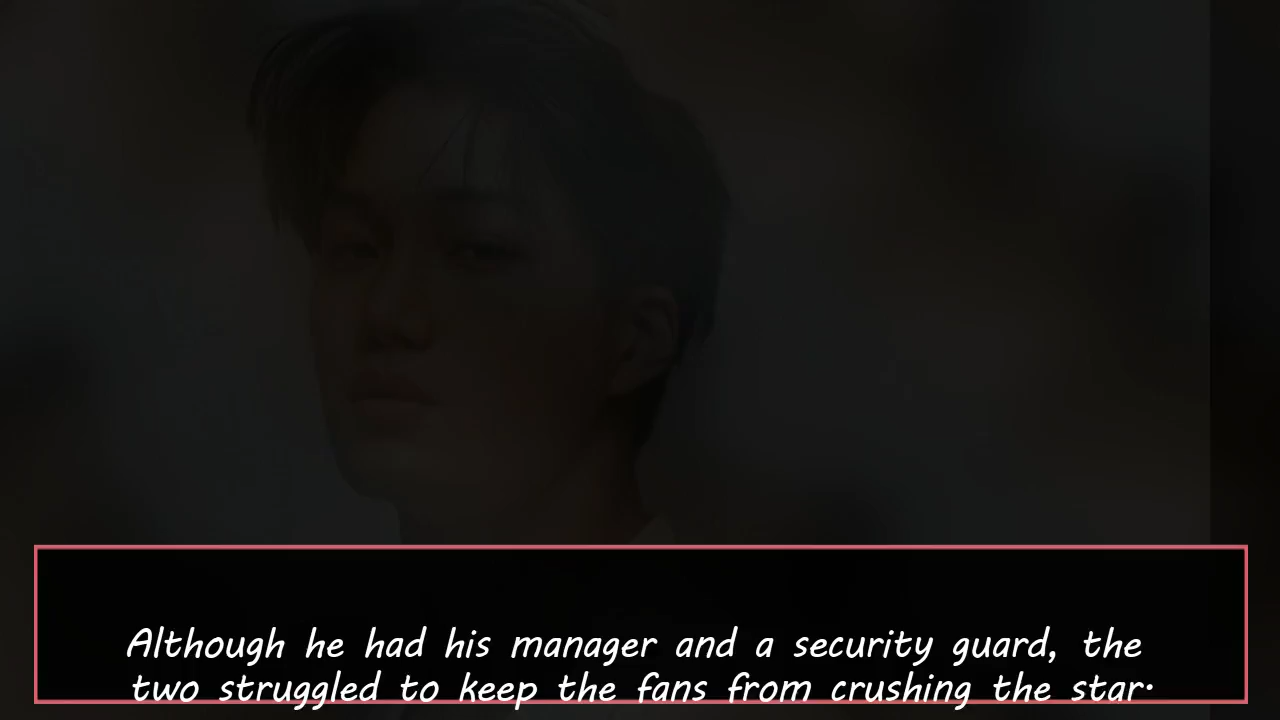 Although he had his manager and a security guard, the
two struggled to keep the fans from crushing the star.